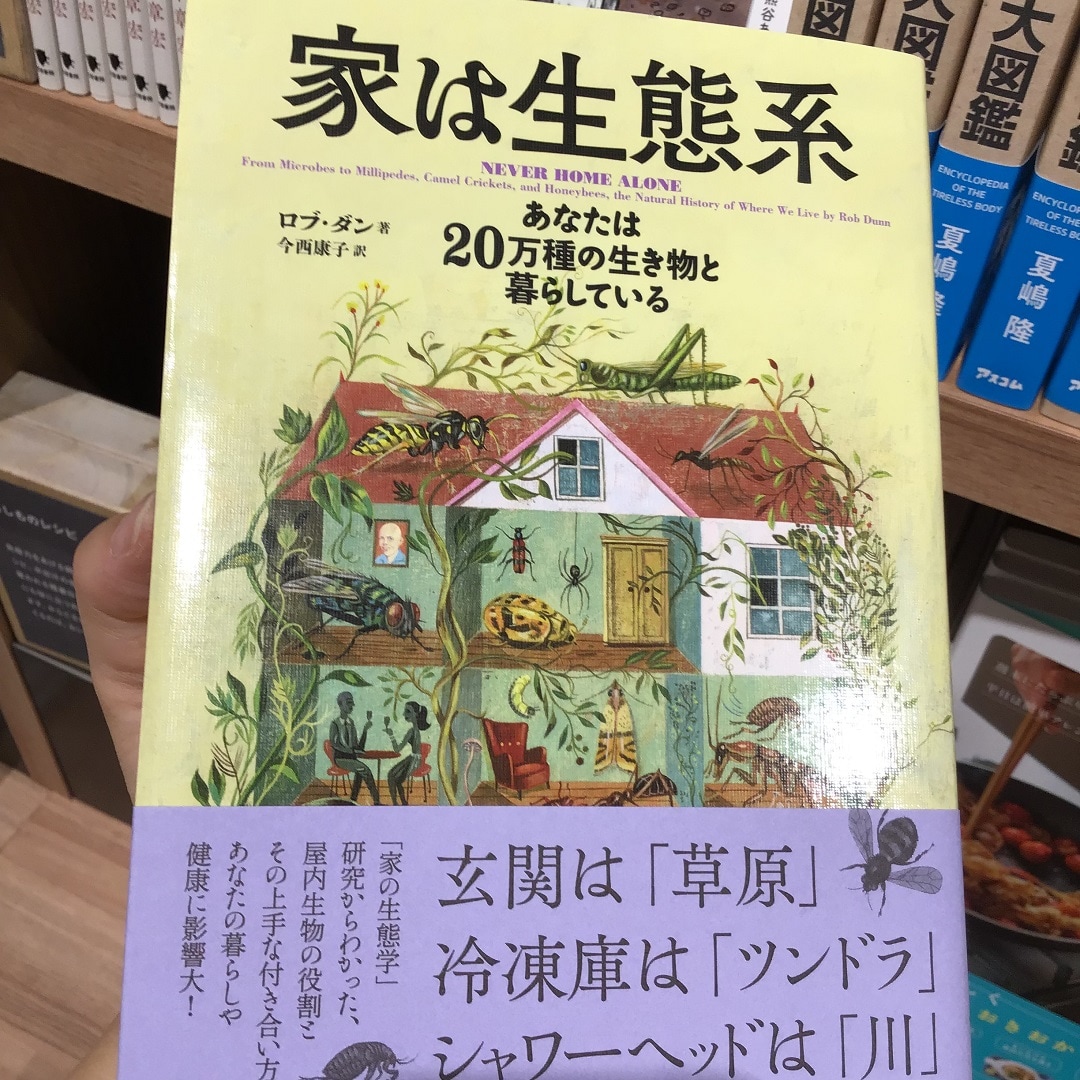 家は生態系
NEVER HOME ALONE
From Microbes to Millipedes, Camel Crickets, and Honeybees, the Natural History of Where We Live by Rob Dunn
ロブ・ダン 著
今西康子 訳
あなたは
20万種の生き物と
暮らしている
玄関は「草原」
冷凍庫は「ツンドラ」
シャワーヘッドは「川」
「家の生態学」
研究からわかった、
屋内生物の役割と
その上手な付き合い方
あなたの暮らしや
健康に影響大!
大図鑑
ENCYCLOPEDIA
OF THE
TIRELESS BODY
夏嶋 隆
アスコム